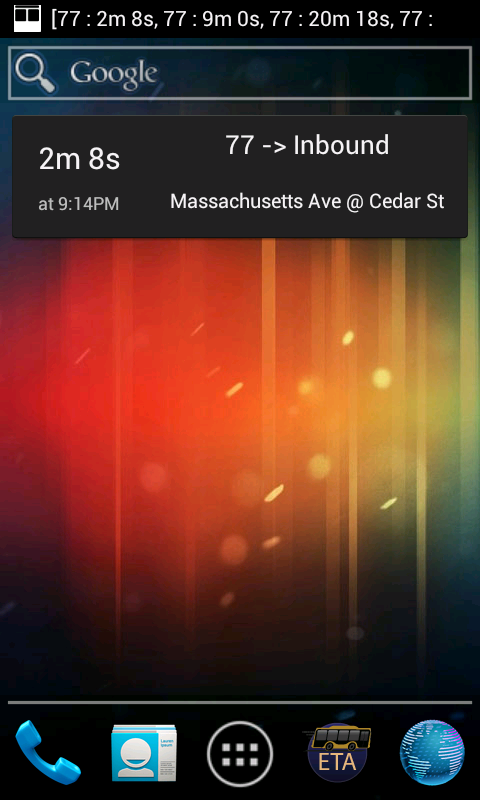 [77 : 2m 8s, 77 : 9m 0s, 77 : 20m 18s, 77 :
Google
2m 8s
77 -> Inbound
at 9:14PM
Massachusetts Ave @ Cedar St
ETA